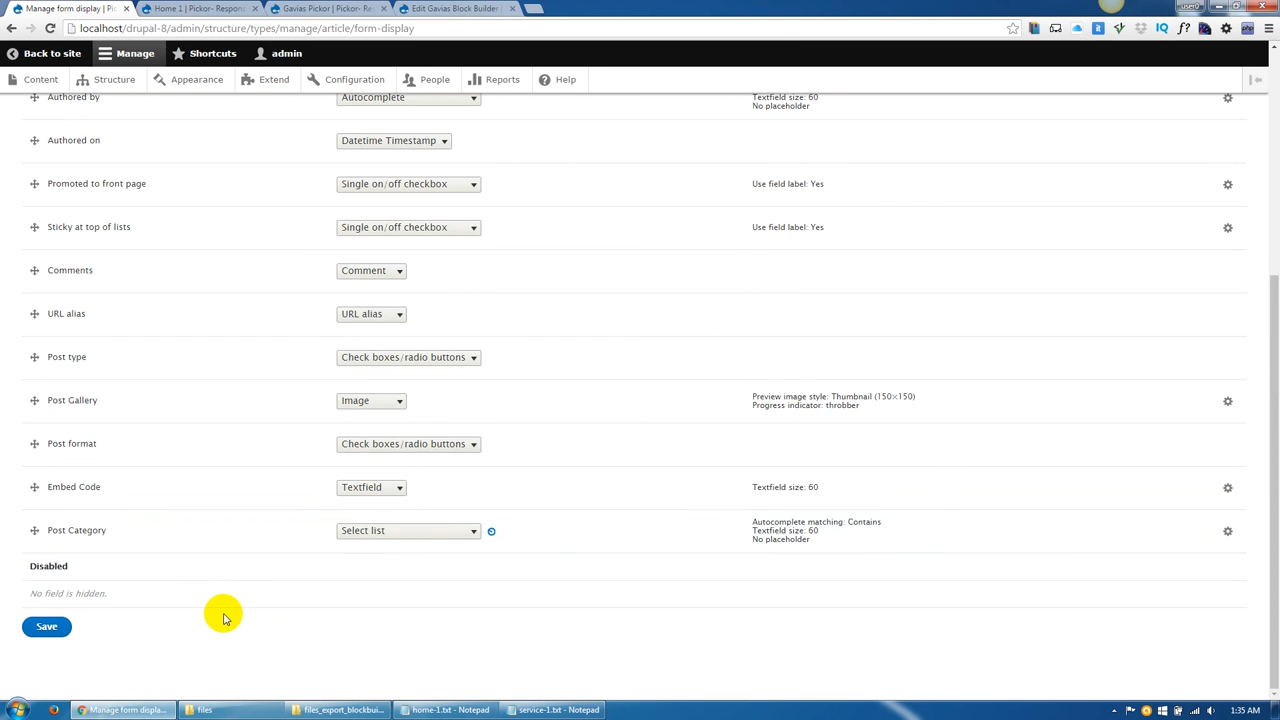 Manage form display | P
Home 1 | Pickor- Respon
Gavias Pickor | Pickor- R
Edit Gavias Block Builder |
user0
localhost/drupal-8/admin/structure/types/manage/article/form-display
Back to site
Manage
Shortcuts
admin
Content
Structure
Appearance
Extend
Configuration
People
Reports
Help
Authored by
Autocomplete
Textfield size: 60
No placeholder
Authored on
Datetime Timestamp
Promoted to front page
Single on/off checkbox
Use field label: Yes
Sticky at top of lists
Single on/off checkbox
Use field label: Yes
Comments
Comment
URL alias
URL alias
Post type
Check boxes/radio buttons
Post Gallery
Image
Preview image style: Thumbnail (150×150)
Progress indicator: throbber
Post format
Check boxes/radio buttons
Embed Code
Textfield
Textfield size: 60
Post Category
Select list
Autocomplete matching: Contains
Textfield size: 60
No placeholder
Disabled
No field is hidden.
Save
Manage form displa...
files
files_export_blockbui...
home-1.txt - Notepad
service-1.txt - Notepad
1:35 AM